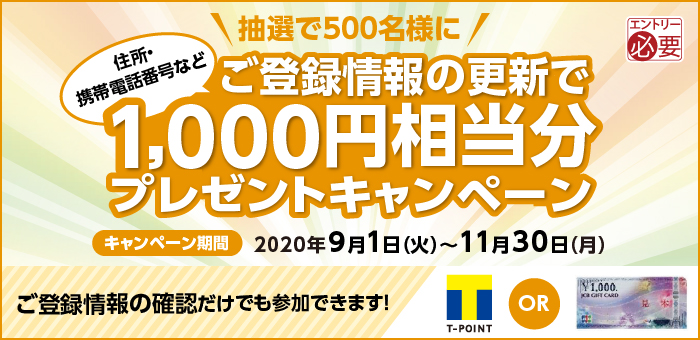 抽選で500名様に
エントリー
必要
住所・
携帯電話番号など
ご登録情報の更新で
1,000円相当分
プレゼントキャンペーン
キャンペーン期間
2020年9月1日(火)～11月30日(月)
ご登録情報の確認だけでも参加できます!
T
T-POINT
OR
¥1,000.
JCB GIFT CARD
見本